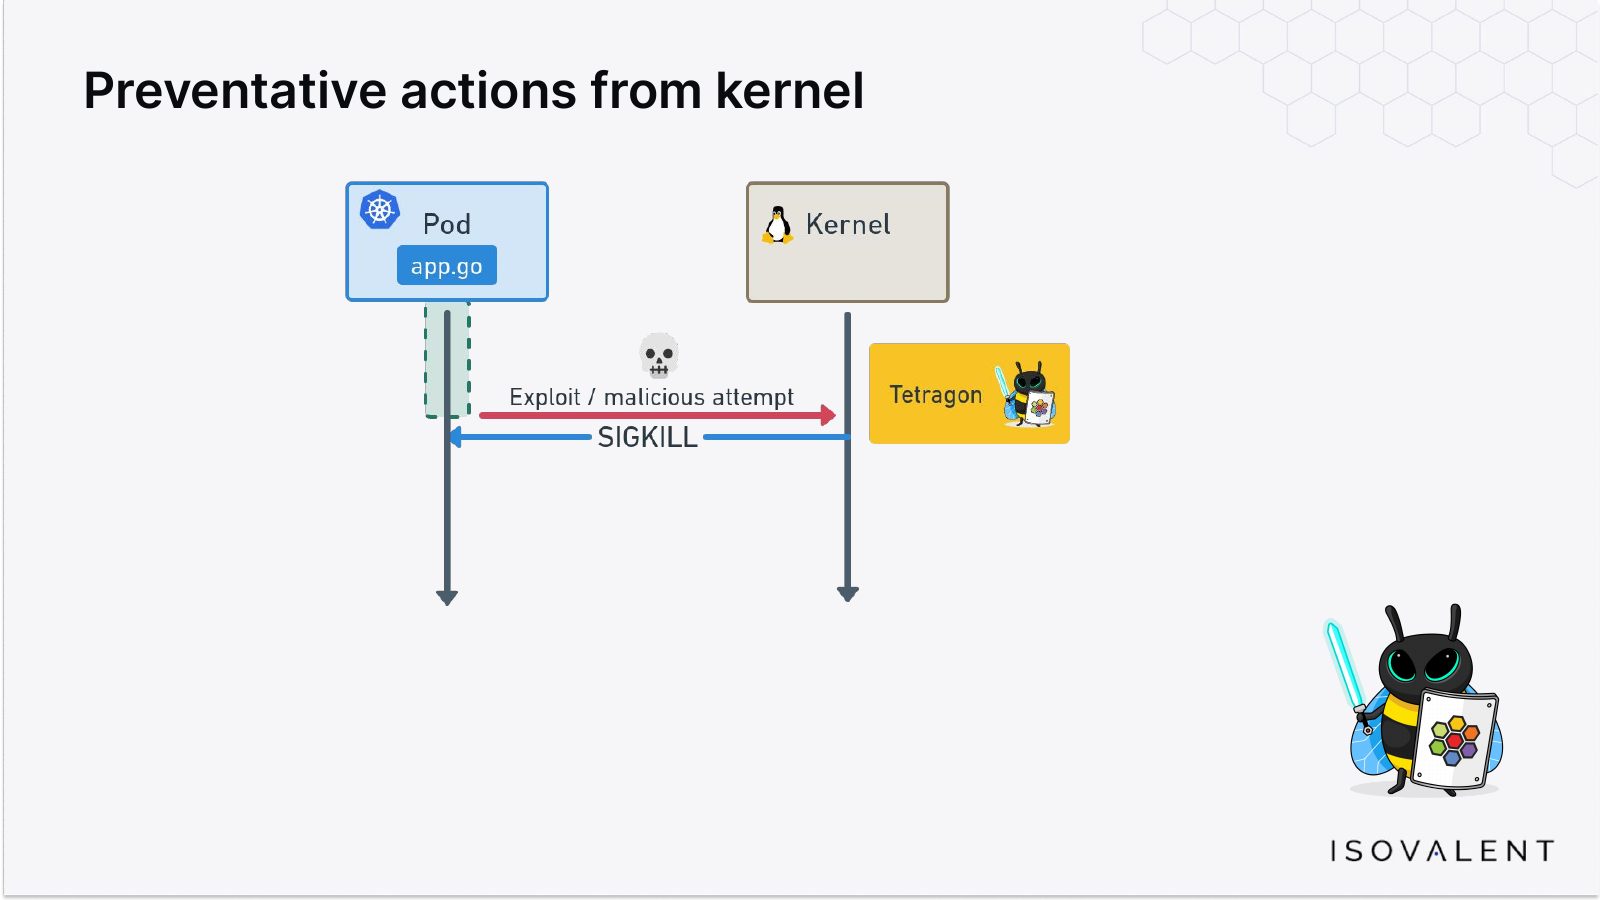 Preventative actions from kernel
Pod
app.go
Kernel
Exploit / malicious attempt
SIGKILL
Tetragon
ISOVALENT